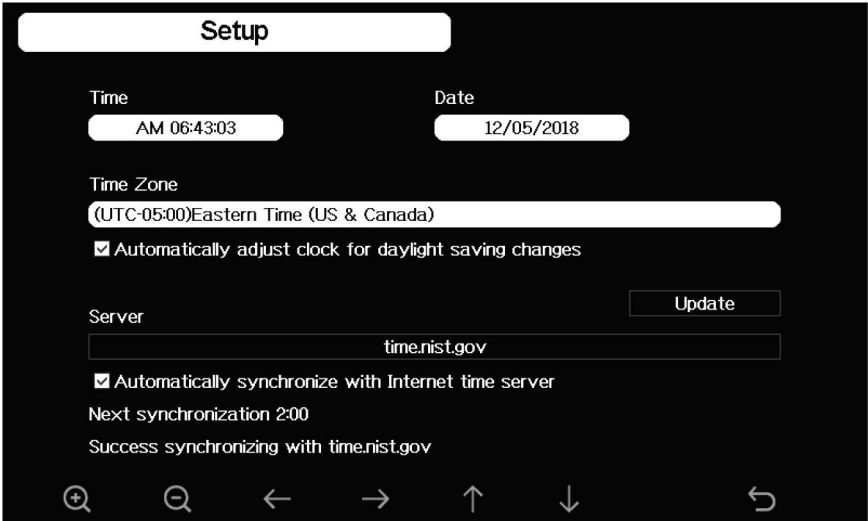 Setup
Time Date
AM 06:43:03 12/05/2018
Time Zone
(UTC-05:00)Eastern Time (US & Canada)
Automatically adjust clock for daylight saving changes
Update
Server
time.nist.gov
Automatically synchronize with Internet time server
Next synchronization 2:00
Success synchronizing with time.nist.gov